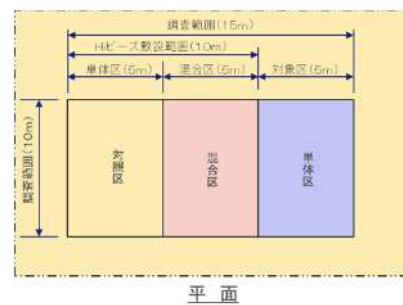 調査範囲(15m)
Hビーズ敷設範囲(10m)
単体区(5m)
混合区(5m)
対象区(5m)
調査範囲(10m)
対照区
混合区
単体区
平 面